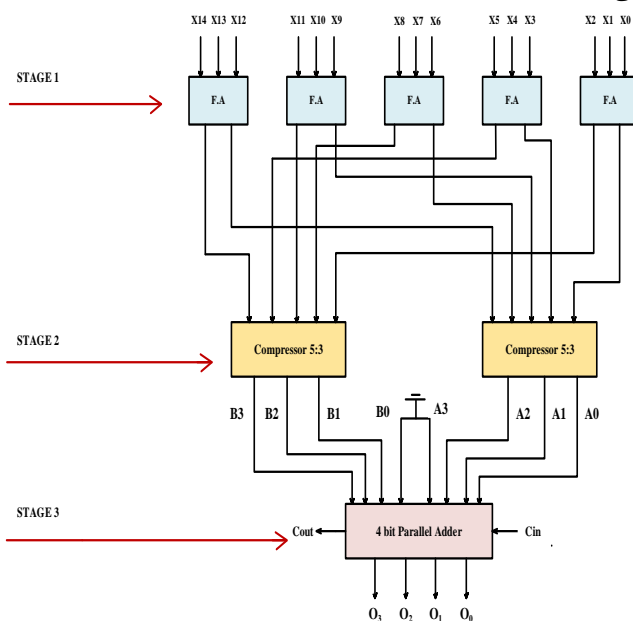 X14 X13 X12 X11 X10 X9 X8 X7 X6 X5 X4 X3 X2 X1 X0
STAGE 1
F.A F.A F.A F.A F.A
STAGE 2
Compressor 5:3 Compressor 5:3
B3 B2 B1 B0 A3 A2 A1 A0
STAGE 3
Cout 4 bit Parallel Adder Cin
O3 O2 O1 O0